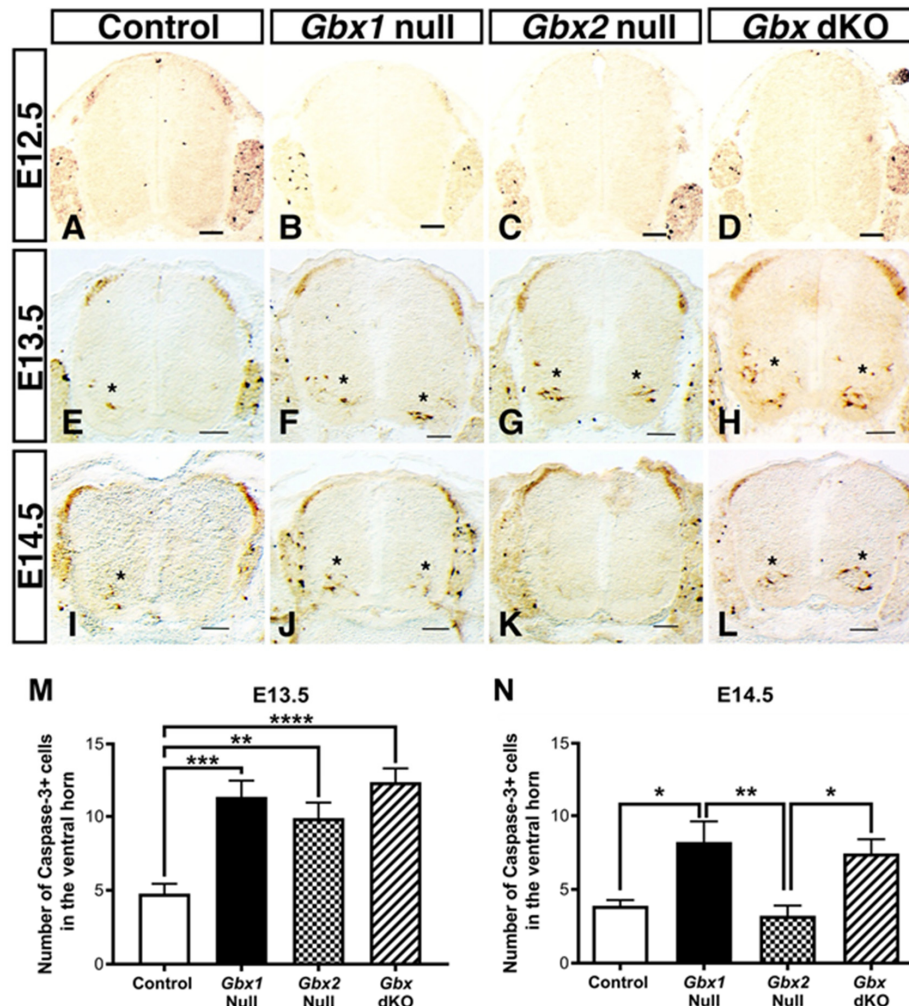 Control Gbx1 null Gbx2 null Gbx dKO
E12.5
A B C D
E13.5
* * * * * * *
E F G H
E14.5
* * * * *
I J K L
M E13.5
Number of Caspase-3+ cells
in the ventral horn
15
10
5
0
****
**
***
Control Gbx1 Null Gbx2 Null Gbx dKO
N E14.5
Number of Caspase-3+ cells
in the ventral horn
15
10
5
0
* ** *
Control Gbx1 Null Gbx2 Null Gbx dKO